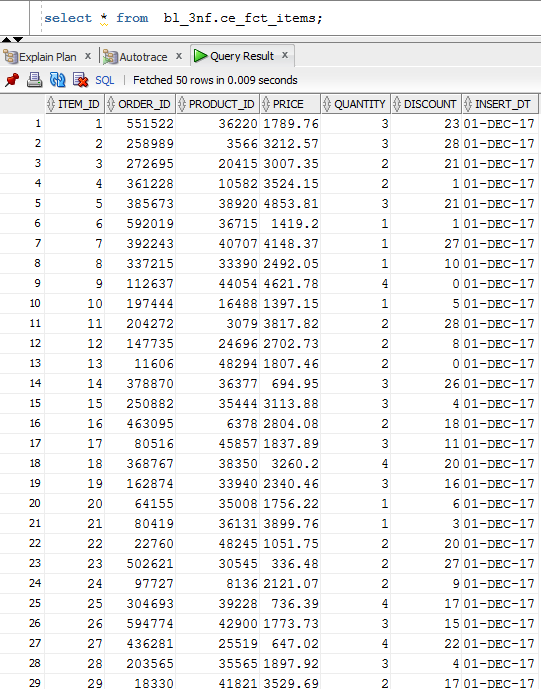 select * from  bl_3nf.ce_fct_items;
Explain Plan x Autotrace x Query Result x
SQL | Fetched 50 rows in 0.009 seconds
ITEM_ID ORDER_ID PRODUCT_ID PRICE QUANTITY DISCOUNT INSERT_DT
1 1 551522 36220 1789.76 3 23 01-DEC-17
2 2 258989 3566 3212.57 3 28 01-DEC-17
3 3 272695 20415 3007.35 2 21 01-DEC-17
4 4 361228 10582 3524.15 2 1 01-DEC-17
5 5 385673 38920 4853.81 3 21 01-DEC-17
6 6 592019 36715 1419.2 1 1 01-DEC-17
7 7 392243 40707 4148.37 1 27 01-DEC-17
8 8 337215 33390 2492.05 1 10 01-DEC-17
9 9 112637 44054 4621.78 4 0 01-DEC-17
10 10 197444 16488 1397.15 1 5 01-DEC-17
11 11 204272 3079 3817.82 2 28 01-DEC-17
12 12 147735 24696 2702.73 2 8 01-DEC-17
13 13 11606 48294 1807.46 2 0 01-DEC-17
14 14 378870 36377 694.95 3 26 01-DEC-17
15 15 250882 35444 3113.88 3 4 01-DEC-17
16 16 463095 6378 2804.08 2 18 01-DEC-17
17 17 80516 45857 1837.89 3 11 01-DEC-17
18 18 368767 38350 3260.2 4 20 01-DEC-17
19 19 162874 33940 2340.46 3 16 01-DEC-17
20 20 64155 35008 1756.22 1 6 01-DEC-17
21 21 80419 36131 3899.76 1 3 01-DEC-17
22 22 22760 48245 1051.75 2 20 01-DEC-17
23 23 502621 30545 336.48 2 27 01-DEC-17
24 24 97727 8136 2121.07 2 9 01-DEC-17
25 25 304693 39228 736.39 4 17 01-DEC-17
26 26 594774 42900 1773.73 3 15 01-DEC-17
27 27 436281 25519 647.02 4 22 01-DEC-17
28 28 203565 35565 1897.92 3 4 01-DEC-17
29 29 18330 41821 3529.69 2 17 01-DEC-17